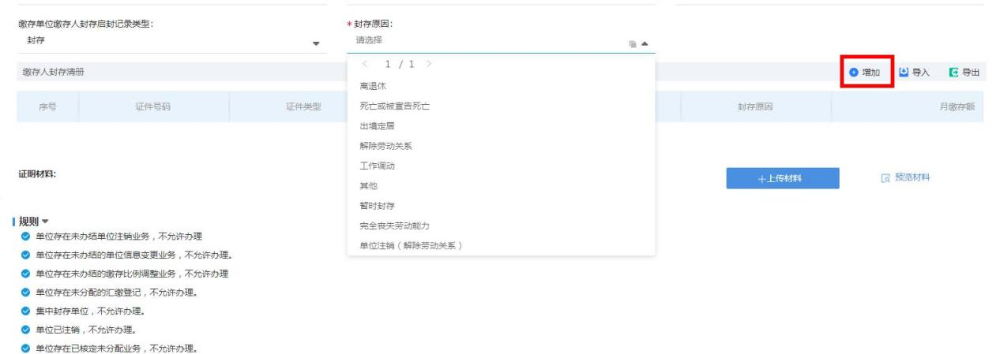 缴存单位缴存人封存启封记录类型:
*封存原因:
封存
请选择
< 1 / 1 >
缴存人封存清册
增加 导入 导出
离退休
序号 证件号码 证件类型 封存原因 月缴存额
死亡或被宣告死亡
出境定居
解除劳动关系
工作调动
其他
暂时封存
完全丧失劳动能力
单位注销(解除劳动关系)
证明材料:
+上传材料
预览材料
规则
单位存在未办结单位注销业务,不允许办理
单位存在未办结的单位信息变更业务,不允许办理。
单位存在未办结的缴存比例调整业务,不允许办理
单位存在未分配的汇缴登记,不允许办理。
集中封存单位,不允许办理。
单位已注销,不允许办理。
单位存在已核定未分配业务,不允许办理。